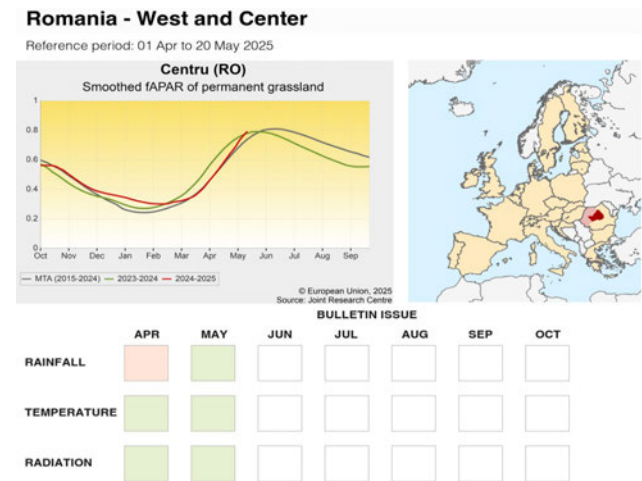 Romania - West and Center
Reference period: 01 Apr to 20 May 2025
Centru (RO)
Smoothed fAPAR of permanent grassland
1
0.8
0.6
0.4
0.2
0
Oct Nov Dec Jan Feb Mar Apr May Jun Jul Aug Sep
MTA (2015-2024) 2023-2024 2024-2025
© European Union, 2025
Source: Joint Research Centre
BULLETIN ISSUE
APR MAY JUN JUL AUG SEP OCT
RAINFALL
TEMPERATURE
RADIATION